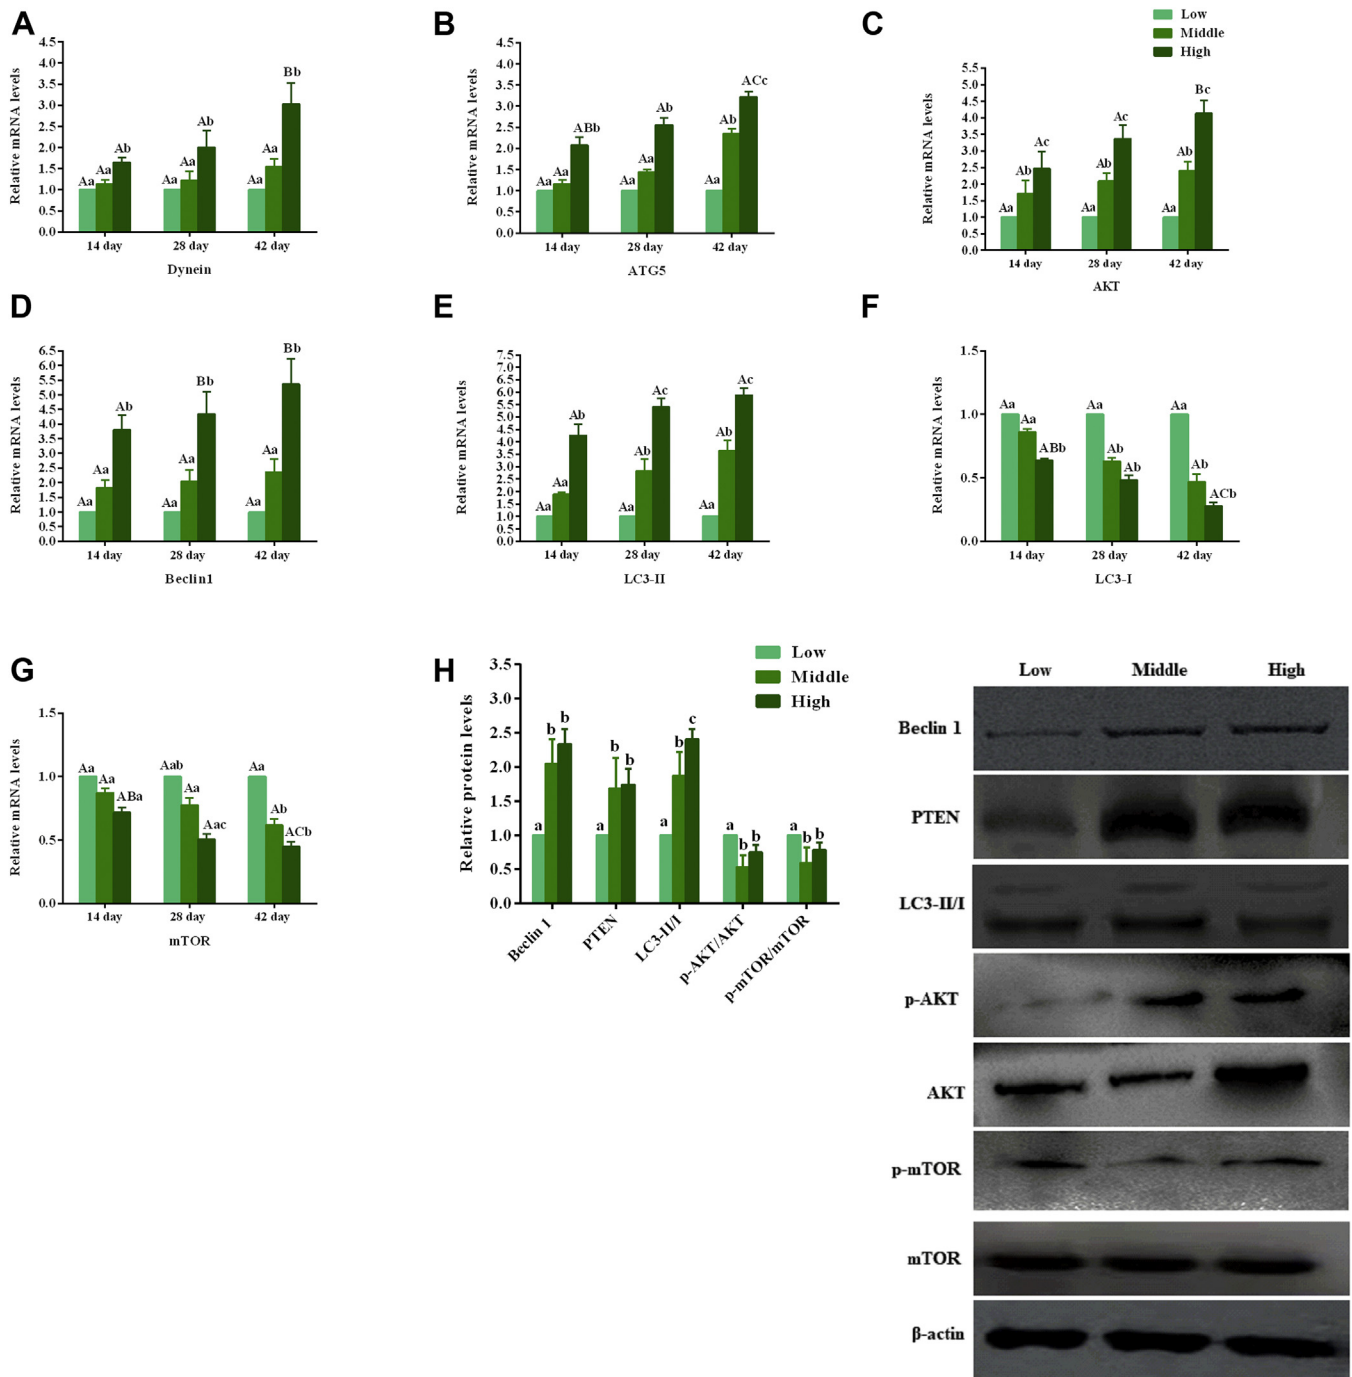 A
Relative mRNA levels
4.5
4.0
3.5
3.0
2.5
2.0
1.5
1.0
0.5
0.0
Aa Aa Ab
Aa Aa Ab
Aa Aa Bb
14 day 28 day 42 day
Dynein
B
Relative mRNA levels
4.5
4.0
3.5
3.0
2.5
2.0
1.5
1.0
0.5
0.0
Aa Aa ABb
Aa Aa Ab
Aa Ab ACc
14 day 28 day 42 day
ATG5
C
Low
Middle
High
Relative mRNA levels
5.5
5.0
4.5
4.0
3.5
3.0
2.5
2.0
1.5
1.0
0.5
0.0
Aa Ab Ac
Aa Ab Ac
Aa Ab Bc
14 day 28 day 42 day
AKT
D
Relative mRNA levels
6.5
6.0
5.5
5.0
4.5
4.0
3.5
3.0
2.5
2.0
1.5
1.0
0.5
0.0
Aa Aa Ab
Aa Aa Bb
Aa Aa Bb
14 day 28 day 42 day
Beclin1
E
Relative mRNA levels
7.5
7.0
6.5
6.0
5.5
5.0
4.5
4.0
3.5
3.0
2.5
2.0
1.5
1.0
0.5
0.0
Aa Aa Ab
Aa Ab Ac
Aa Ab Ac
14 day 28 day 42 day
LC3-II
F
Relative mRNA levels
1.5
1.0
0.5
0.0
Aa Aa ABb
Aa Ab Ab
Aa Ab ACb
14 day 28 day 42 day
LC3-I
G
Relative mRNA levels
1.5
1.0
0.5
0.0
Aa Aa ABa
Aab Aa Aac
Aa Ab ACb
14 day 28 day 42 day
mTOR
H
Low
Middle
High
Relative protein levels
3.5
3.0
2.5
2.0
1.5
1.0
0.5
0.0
a b b
a b b
a b c
a b b
a b b
Beclin 1
PTEN
LC3-II/I
p-AKT/AKT
p-mTOR/mTOR
Low Middle High
Beclin 1
PTEN
LC3-II/I
p-AKT
AKT
p-mTOR
mTOR
β-actin